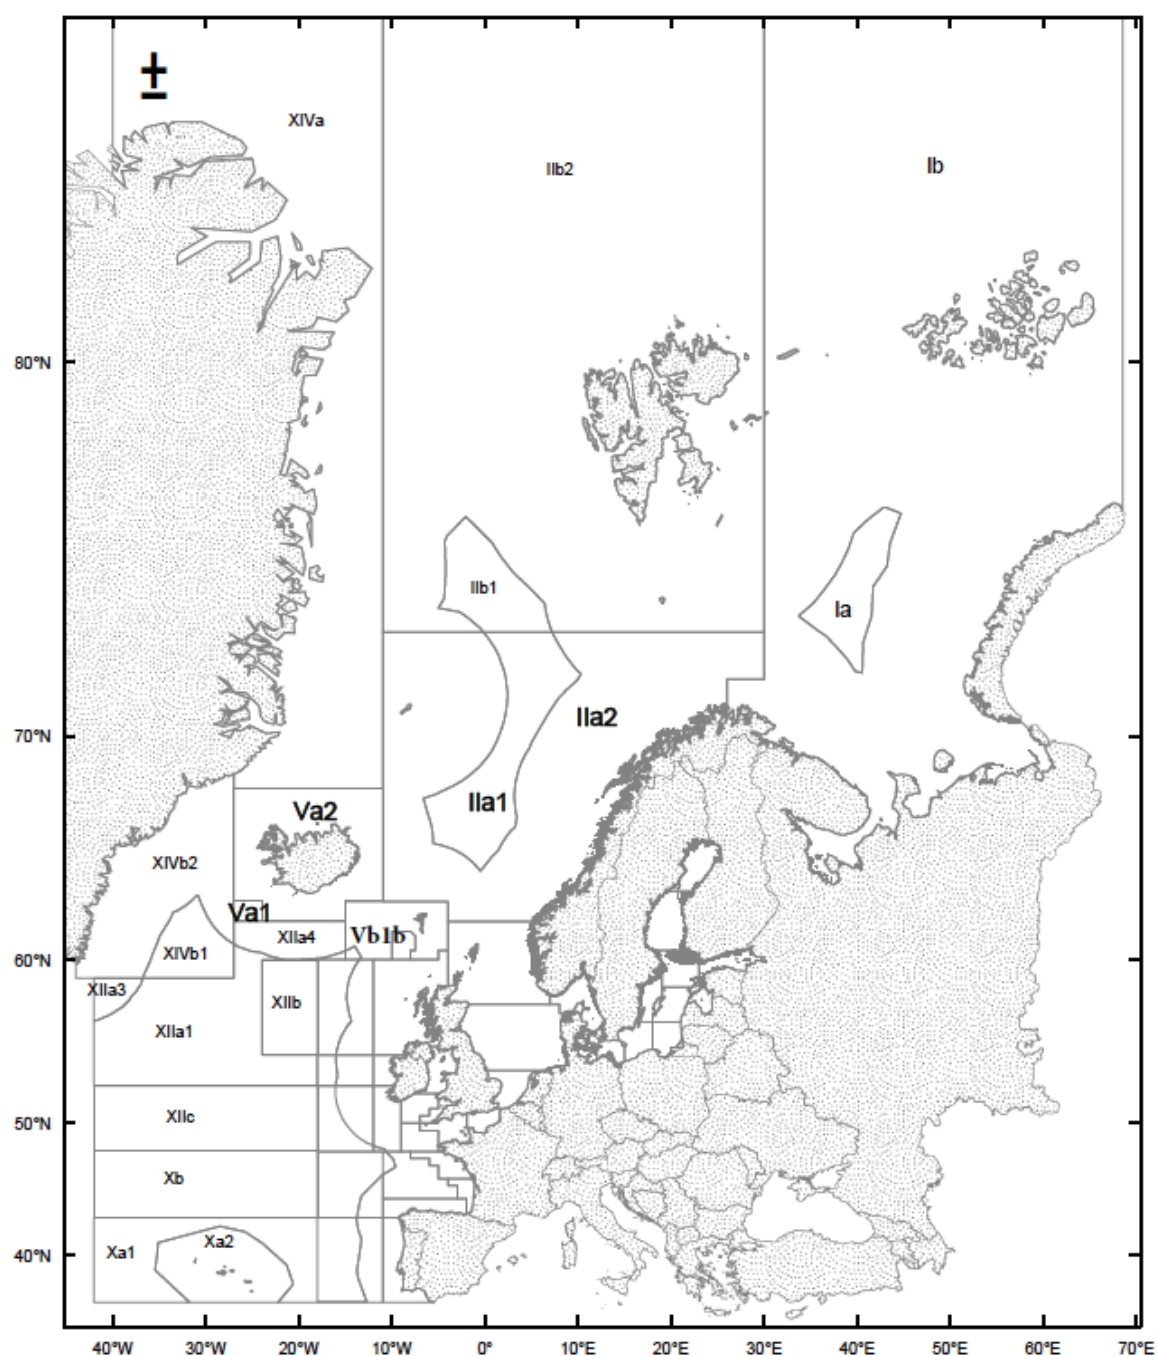 ±
XIVa
IIb2
Ib
80°N
IIb1
Ia
IIa2
70°N
IIa1
Va2
XIVb2
Va1
Vb1b
XIIa4
XIVb1
60°N
XIIa3
XIIb
XIIa1
XIIc
50°N
Xb
Xa2
Xa1
40°N
40°W 30°W 20°W 10°W 0° 10°E 20°E 30°E 40°E 50°E 60°E 70°E